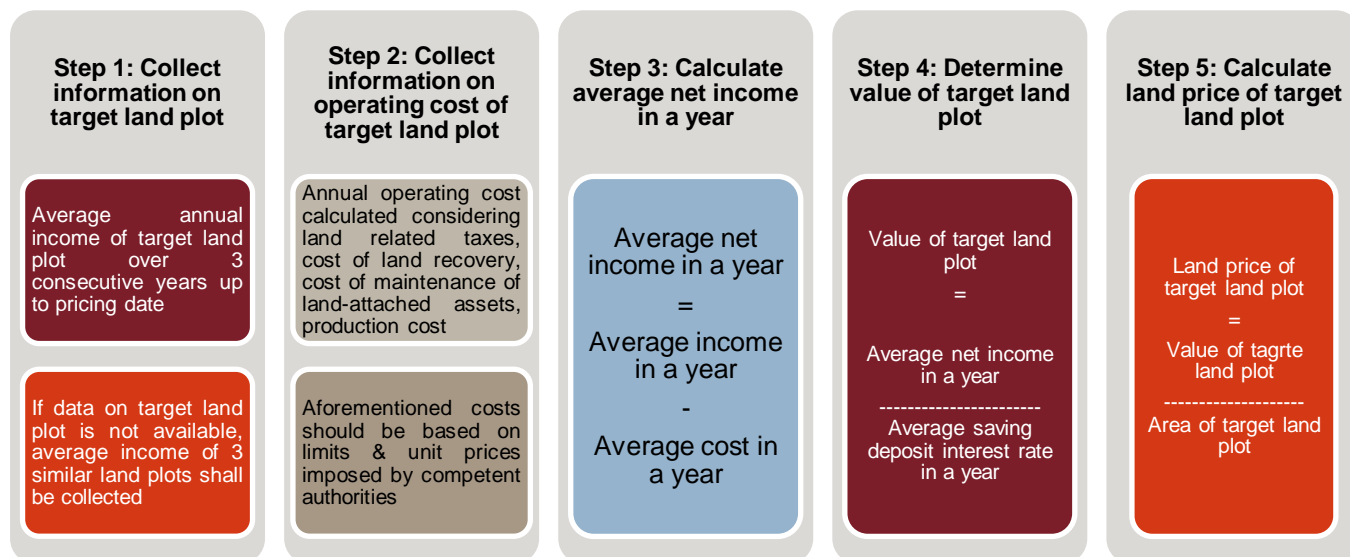 Step 1: Collect
information on
target land plot
Average annual
income of target land
plot over 3
consecutive years up
to pricing date
If data on target land
plot is not available,
average income of 3
similar land plots shall
be collected
Step 2: Collect
information on
operating cost of
target land plot
Annual operating cost
calculated considering
land related taxes,
cost of land recovery,
cost of maintenance of
land-attached assets,
production cost
Aforementioned costs
should be based on
limits & unit prices
imposed by competent
authorities
Step 3: Calculate
average net income
in a year
Average net
income in a year
=
Average income
in a year
-
Average cost in
a year
Step 4: Determine
value of target land
plot
Value of target land
plot
=
Average net income
in a year
-----------------------
Average saving
deposit interest rate
in a year
Step 5: Calculate
land price of target
land plot
Land price of
target land plot
=
Value of tagrte
land plot
--------------------
Area of target land
plot